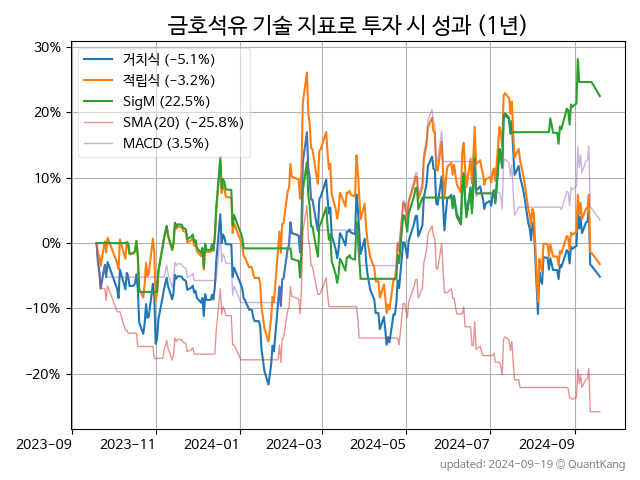 금호석유 기술 지표로 투자 시 성과 (1년)
30%
20%
10%
0%
−10%
−20%
거치식 (−5.1%)
적립식 (−3.2%)
SigM (22.5%)
SMA(20) (−25.8%)
MACD (3.5%)
2023-09 2023-11 2024-01 2024-03 2024-05 2024-07 2024-09
updated: 2024-09-19 © QuantKang